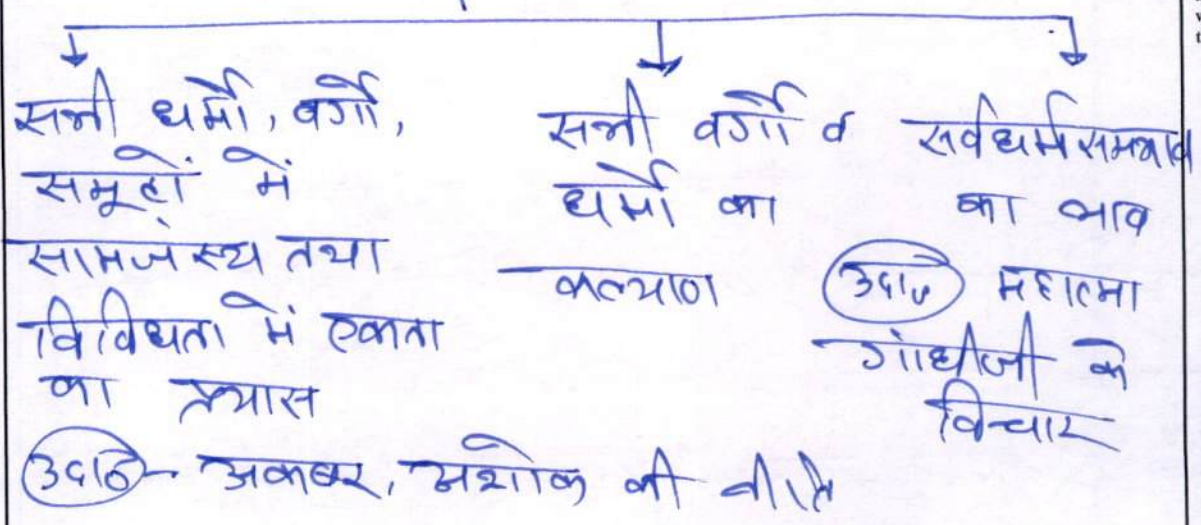 सभी धर्मों, वर्गों,
समूहों में
सामंजस्य तथा
विविधता में एकता
का प्रयास
उदा०- अकबर, अशोक की नीति
सभी वर्गों व
धर्मों का
कल्याण
सर्वधर्मसमभाव
का भाव
उदा० महात्मा
गांधीजी के
विचार